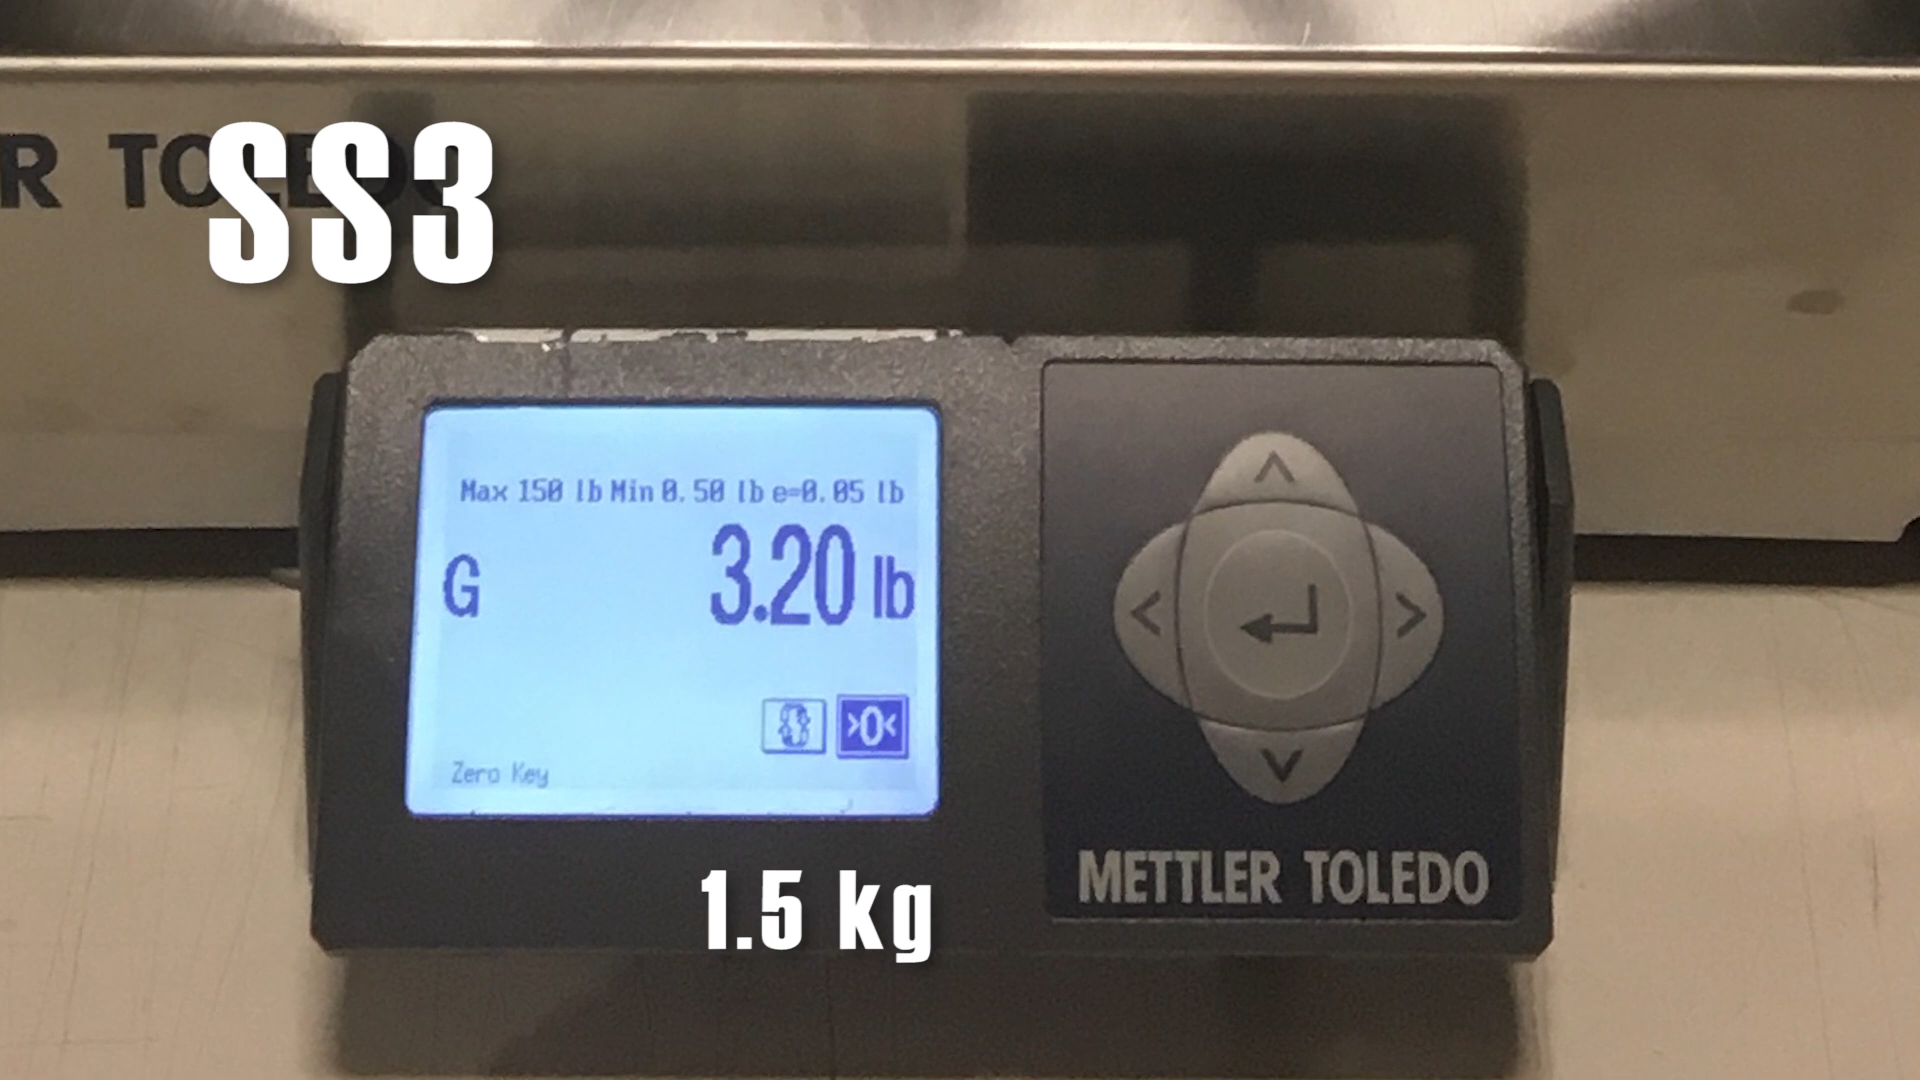 R TOLEDO
SS3
Max 150 lb Min 0.50 lb e=0.05 lb
G 3.20 lb
>0<
Zero Key
METTLER TOLEDO
1.5 kg